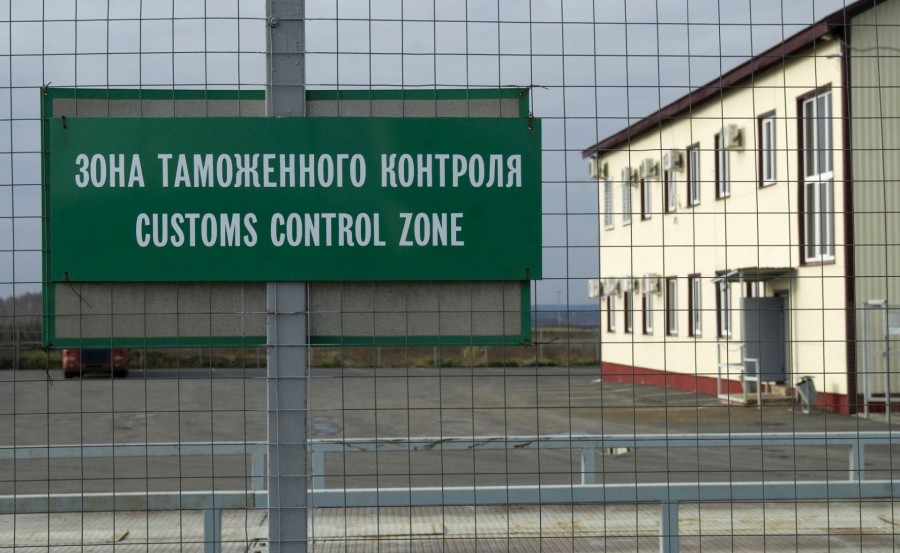 ЗОНА ТАМОЖЕННОГО КОНТРОЛЯ
CUSTOMS CONTROL ZONE